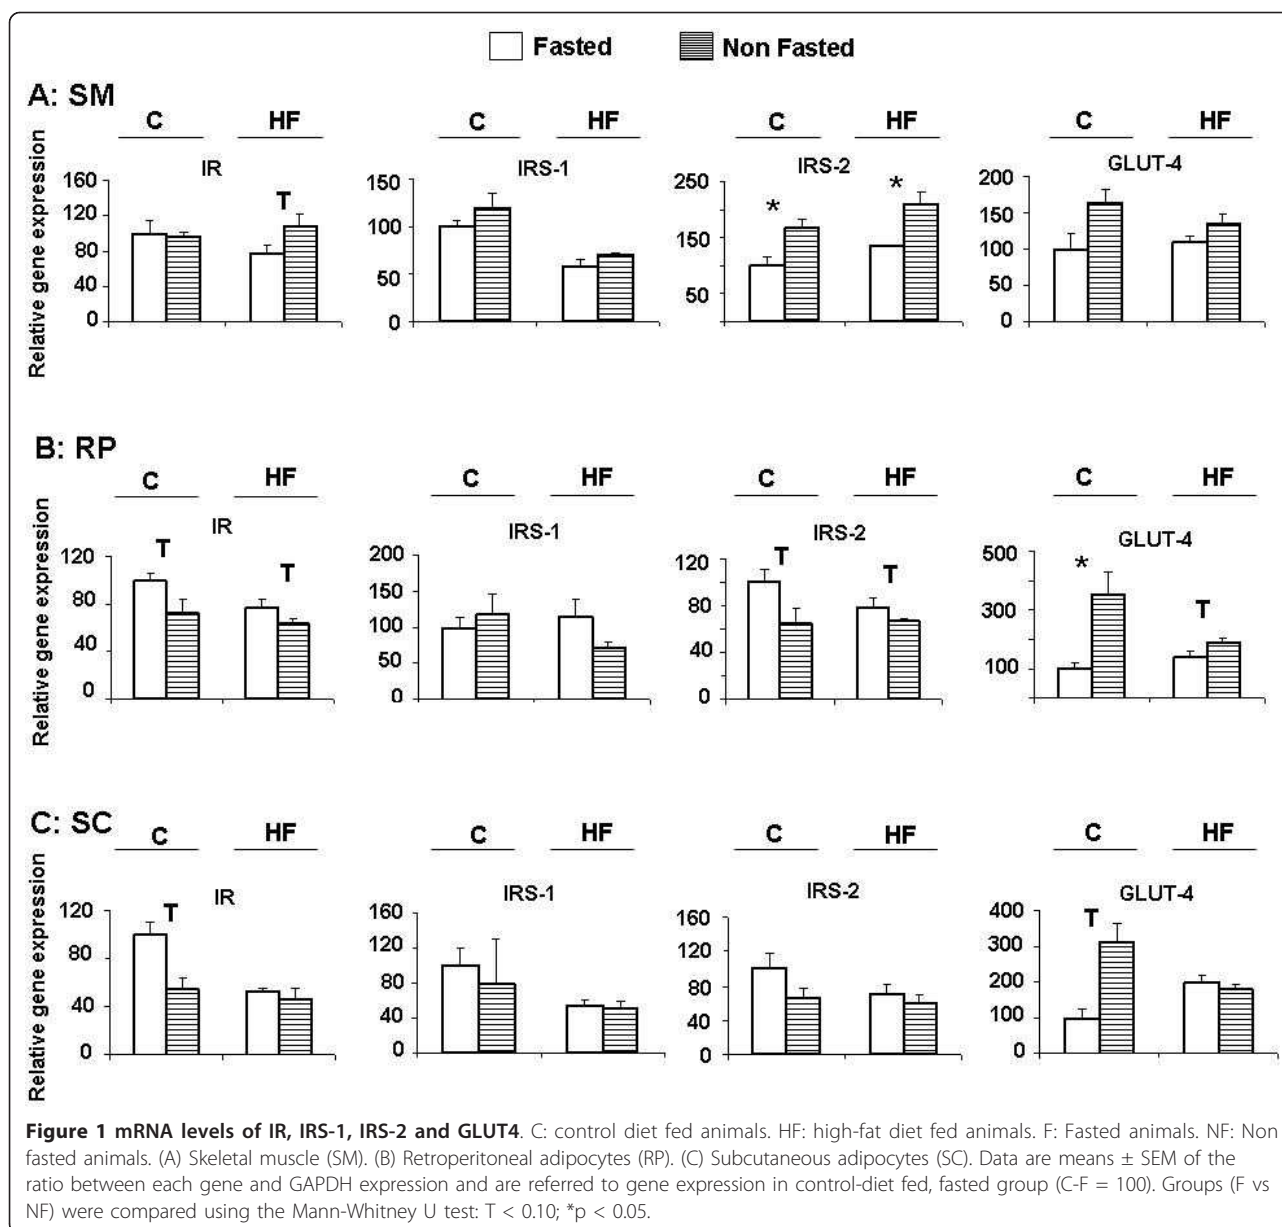 Fasted Non Fasted
A: SM
C HF C HF C HF C HF
IR IRS-1 IRS-2 GLUT-4
Relative gene expression
160 120 80 40 0
T
150 100 50 0
250 150 50
* *
200 150 100 50 0
B: RP
C HF C HF C HF C HF
IR IRS-1 IRS-2 GLUT-4
Relative gene expression
120 80 40 0
T T
200 150 100 50 0
120 80 40 0
T T
500 300 100
* T
C: SC
C HF C HF C HF C HF
IR IRS-1 IRS-2 GLUT-4
Relative gene expression
120 80 40 0
T
160 120 80 40 0
160 120 80 40 0
400 300 200 100 0
T
Figure 1 mRNA levels of IR, IRS-1, IRS-2 and GLUT4. C: control diet fed animals. HF: high-fat diet fed animals. F: Fasted animals. NF: Non
fasted animals. (A) Skeletal muscle (SM). (B) Retroperitoneal adipocytes (RP). (C) Subcutaneous adipocytes (SC). Data are means ± SEM of the
ratio between each gene and GAPDH expression and are referred to gene expression in control-diet fed, fasted group (C-F = 100). Groups (F vs
NF) were compared using the Mann-Whitney U test: T < 0.10; *p < 0.05.